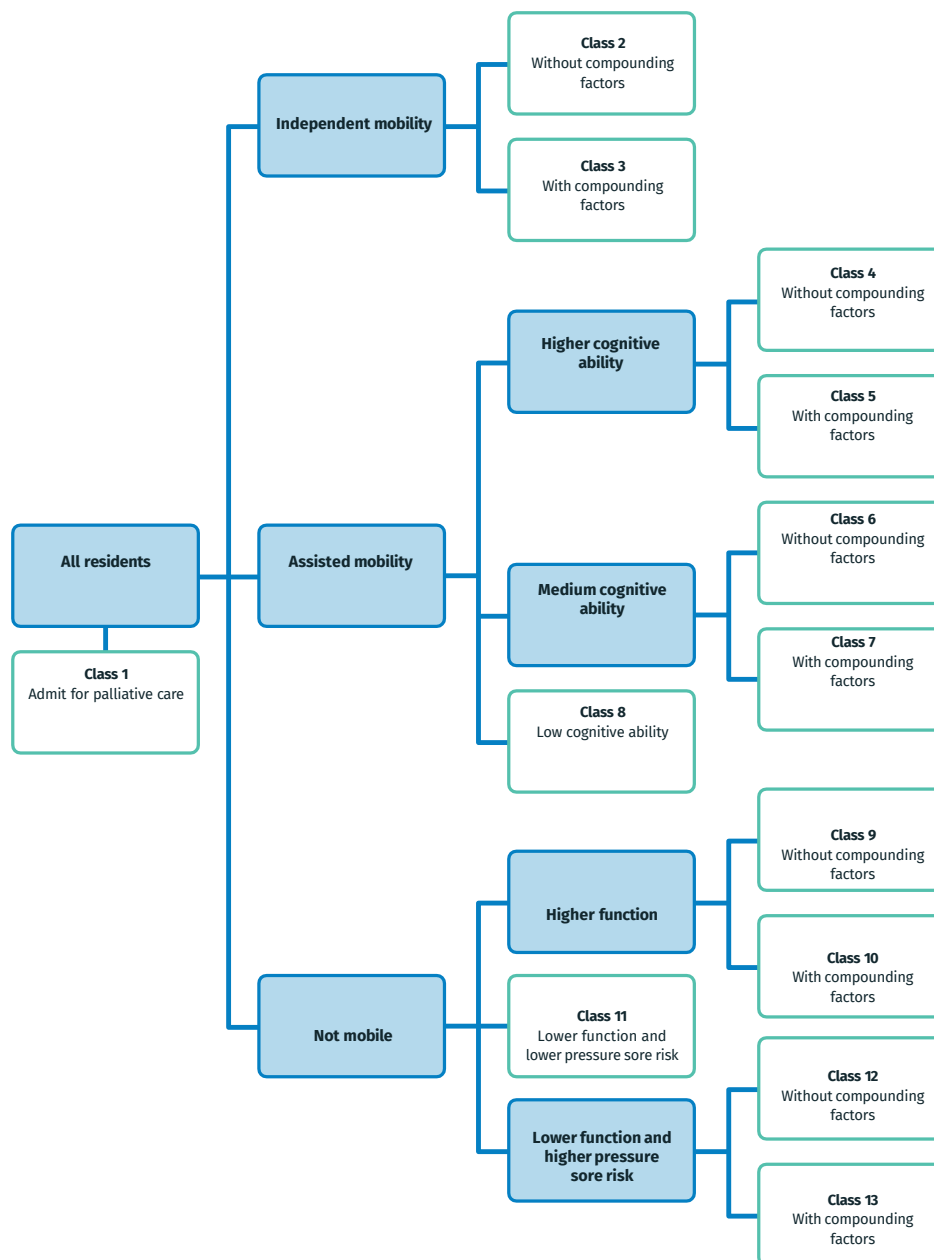 Class 2
Without compounding
factors
Independent mobility
Class 3
With compounding
factors
Class 4
Without compounding
factors
Higher cognitive
ability
Class 5
With compounding
factors
Class 6
Without compounding
factors
All residents
Assisted mobility
Medium cognitive
ability
Class 7
With compounding
factors
Class 1
Admit for palliative care
Class 8
Low cognitive ability
Class 9
Without compounding
factors
Higher function
Class 10
With compounding
factors
Not mobile
Class 11
Lower function and
lower pressure sore risk
Class 12
Without compounding
factors
Lower function and
higher pressure
sore risk
Class 13
With compounding
factors